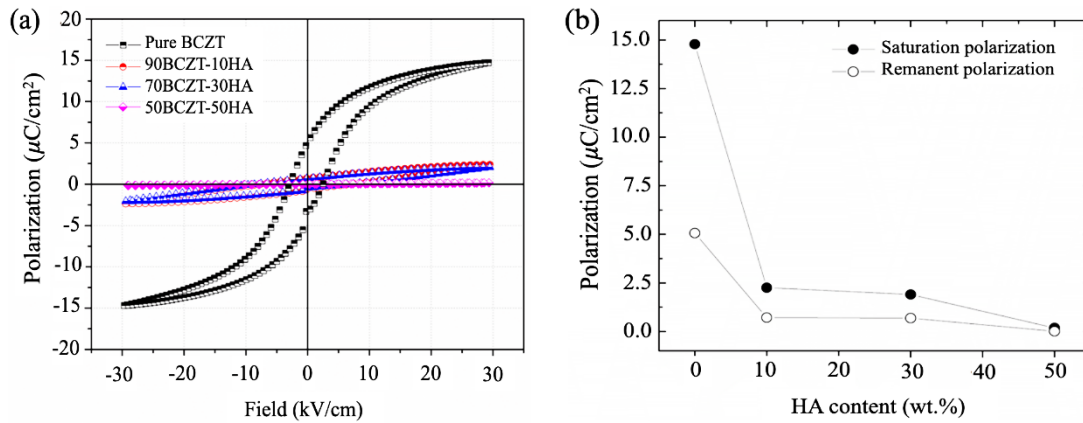 (a)
Pure BCZT
90BCZT-10HA
70BCZT-30HA
50BCZT-50HA
20
15
10
5
0
-5
-10
-15
-20
Polarization (μC/cm²)
-30 -20 -10 0 10 20 30
Field (kV/cm)
(b)
Saturation polarization
Remanent polarization
15.0
12.5
10.0
7.5
5.0
2.5
0.0
Polarization (μC/cm²)
0 10 20 30 40 50
HA content (wt.%)